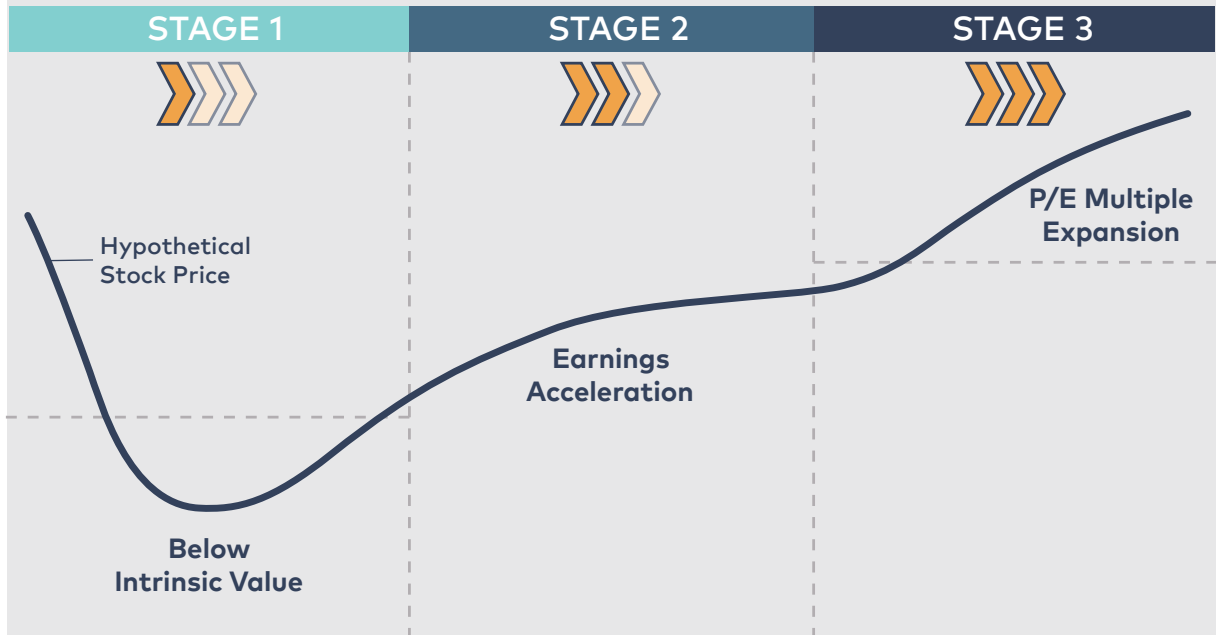 STAGE 1
STAGE 2
STAGE 3
Hypothetical
Stock Price
Below
Intrinsic Value
Earnings
Acceleration
P/E Multiple
Expansion